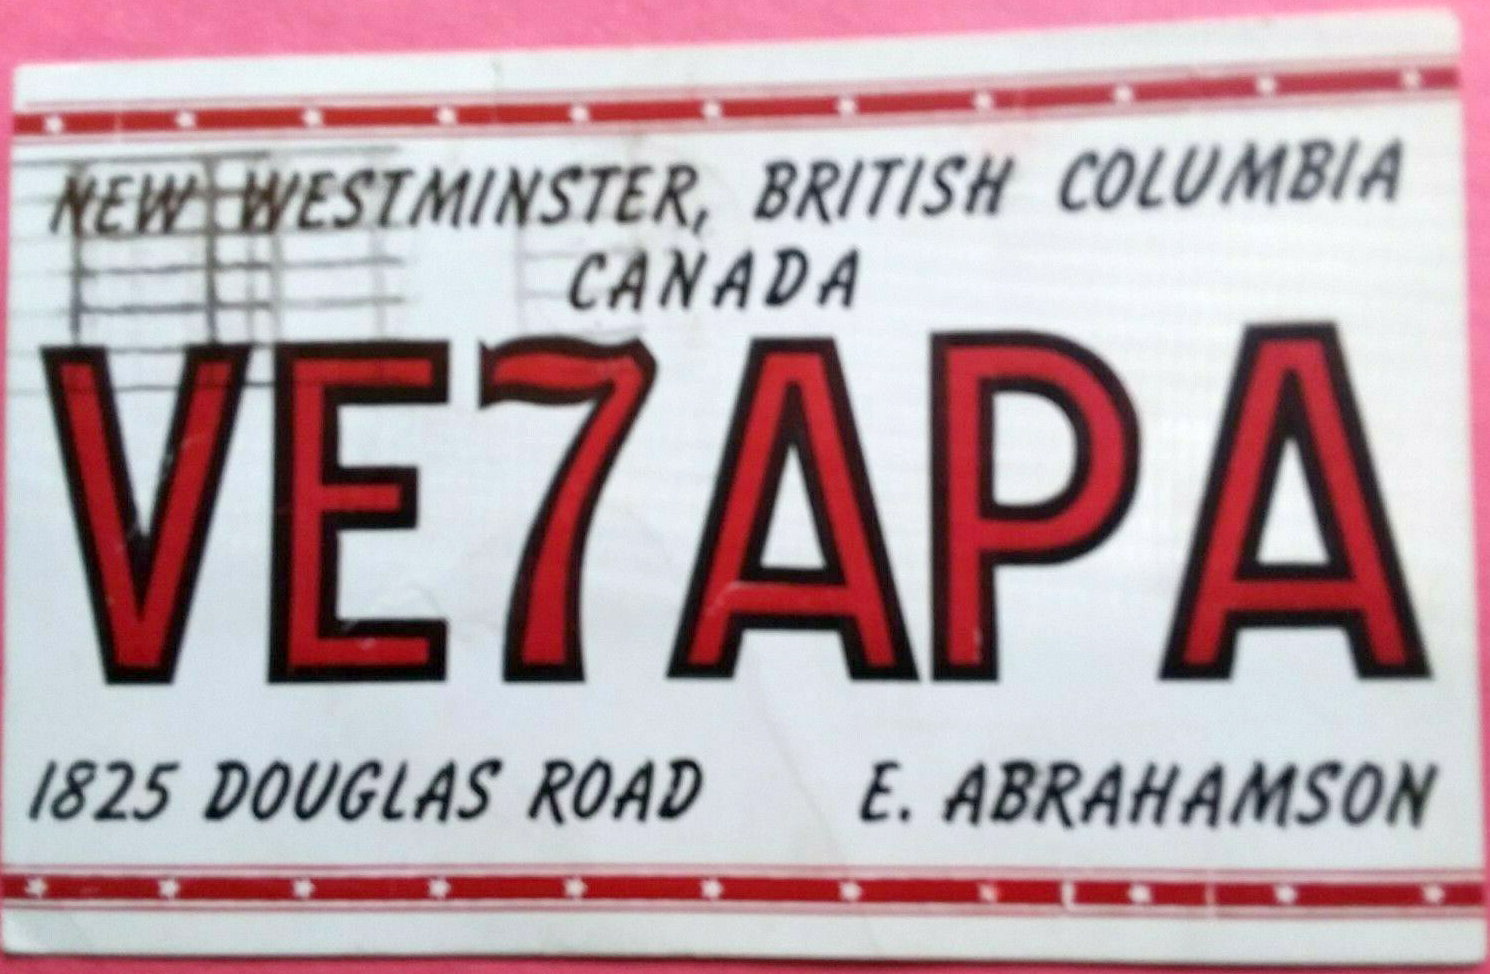 NEW WESTMINSTER, BRITISH COLUMBIA
CANADA
VE7APA
1825 DOUGLAS ROAD E. ABRAHAMSON